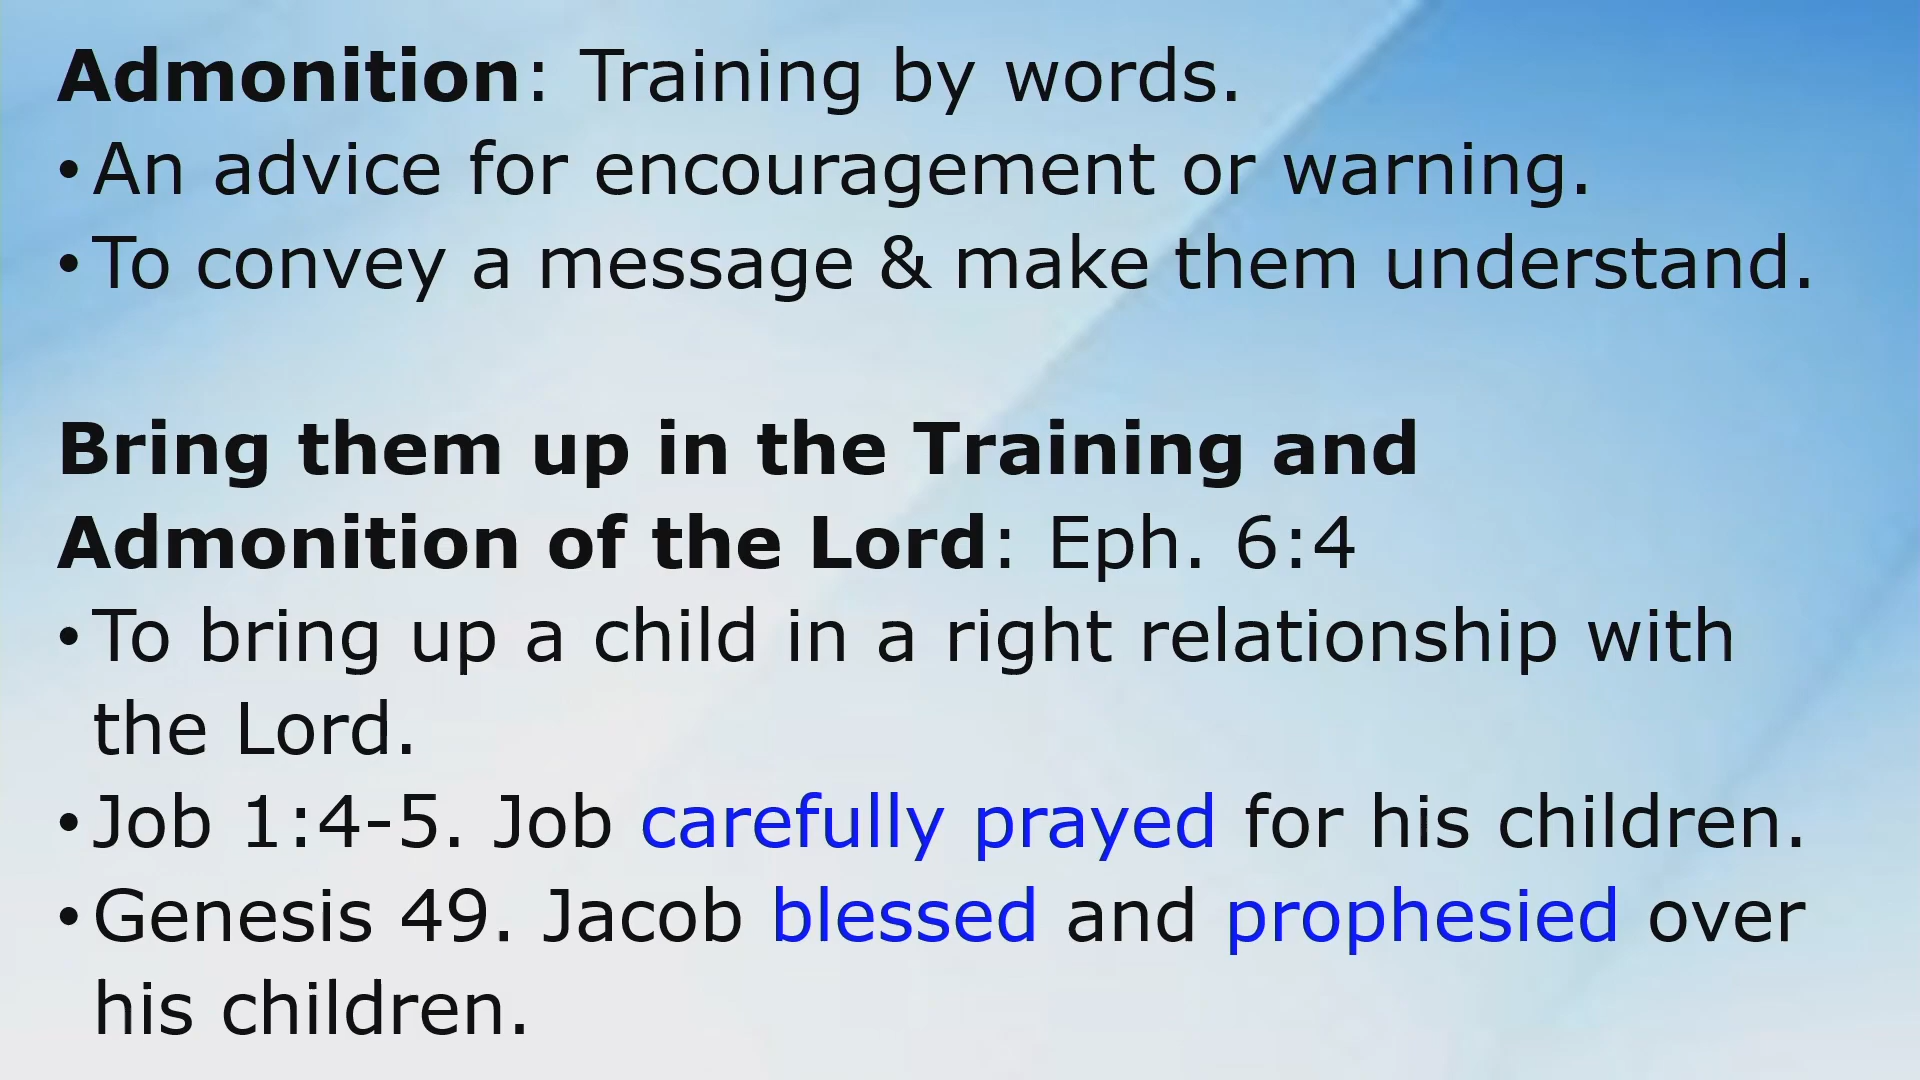 Admonition: Training by words.
• An advice for encouragement or warning.
• To convey a message & make them understand.
Bring them up in the Training and
Admonition of the Lord: Eph. 6:4
• To bring up a child in a right relationship with
the Lord.
• Job 1:4-5. Job carefully prayed for his children.
• Genesis 49. Jacob blessed and prophesied over
his children.